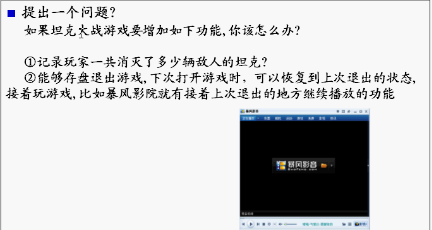 提出一个问题?
如果坦克大战游戏要增加如下功能,你该怎么办?
①记录玩家一共消灭了多少辆敌人的坦克?
②能够存盘退出游戏,下次打开游戏时,可以恢复到上次退出的状态,
接着玩游戏,比如暴风影院就有接着上次退出的地方继续播放的功能
暴风影音